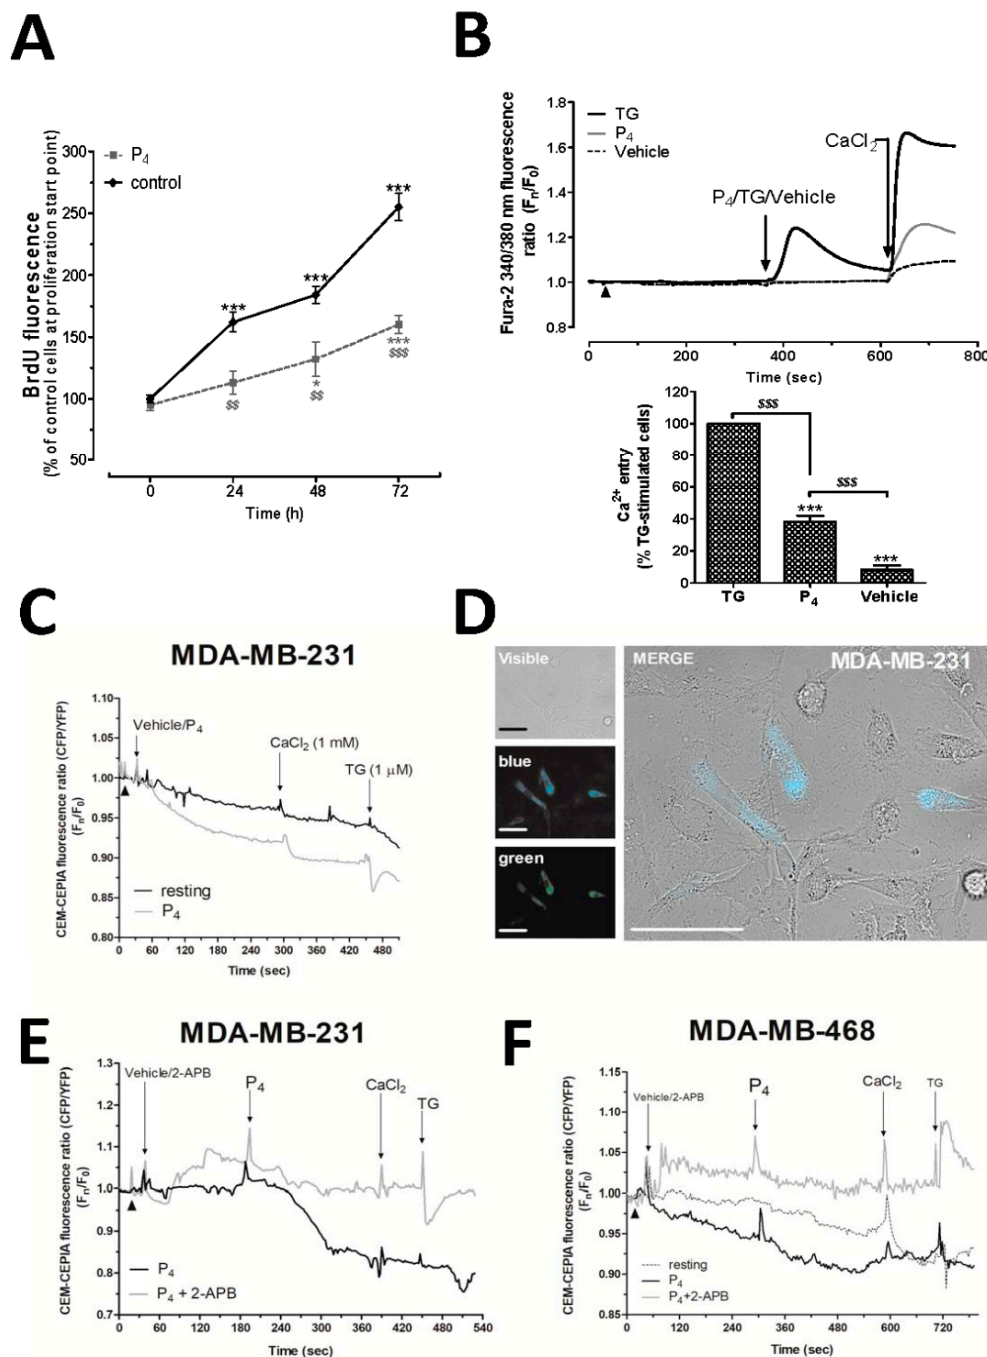 A
BrdU fluorescence
(% of control cells at proliferation start point)
300
250
200
150
100
50
P4
control
***
***
***
***
$$$
*
$$
$$
0
24
48
72
Time (h)
B
Fura-2 340/380 nm fluorescence
ratio (Fn/F0)
1.8
1.6
1.4
1.2
1.0
0.8
TG
P4
Vehicle
P4/TG/Vehicle
CaCl2
0
200
400
600
800
Time (sec)
Ca2+ entry
(% TG-stimulated cells)
100
80
60
40
20
0
$$$
$$$
***
***
TG
P4
Vehicle
C
MDA-MB-231
CEM-CEPIA fluorescence ratio (CFP/YFP)
(Fn/F0)
1.10
1.05
1.00
0.95
0.90
0.85
0.80
Vehicle/P4
CaCl2 (1 mM)
TG (1 µM)
resting
P4
0
60
120
180
240
300
360
420
480
Time (sec)
D
Visible
blue
green
MERGE
MDA-MB-231
E
MDA-MB-231
CEM-CEPIA fluorescence ratio (CFP/YFP)
(Fn/F0)
1.3
1.2
1.1
1.0
0.9
0.8
0.7
Vehicle/2-APB
P4
CaCl2
TG
P4
P4 + 2-APB
0
60
120
180
240
300
360
420
480
540
Time (sec)
F
MDA-MB-468
CEM-CEPIA fluorescence ratio (CFP/YFP)
(Fn/F0)
1.15
1.10
1.05
1.00
0.95
0.90
0.85
Vehicle/2-APB
P4
CaCl2
TG
resting
P4
P4+2-APB
0
120
240
360
480
600
720
Time (sec)